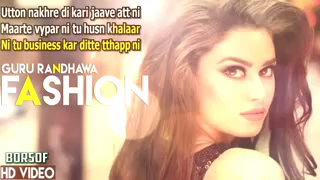 Utton nakhre di kari jaave att ni
Maarte vypar ni tu husn khalaar
Ni tu business kar ditte tthapp ni
GURU RANDHAWA
FASHION
BORSOF
HD VIDEO